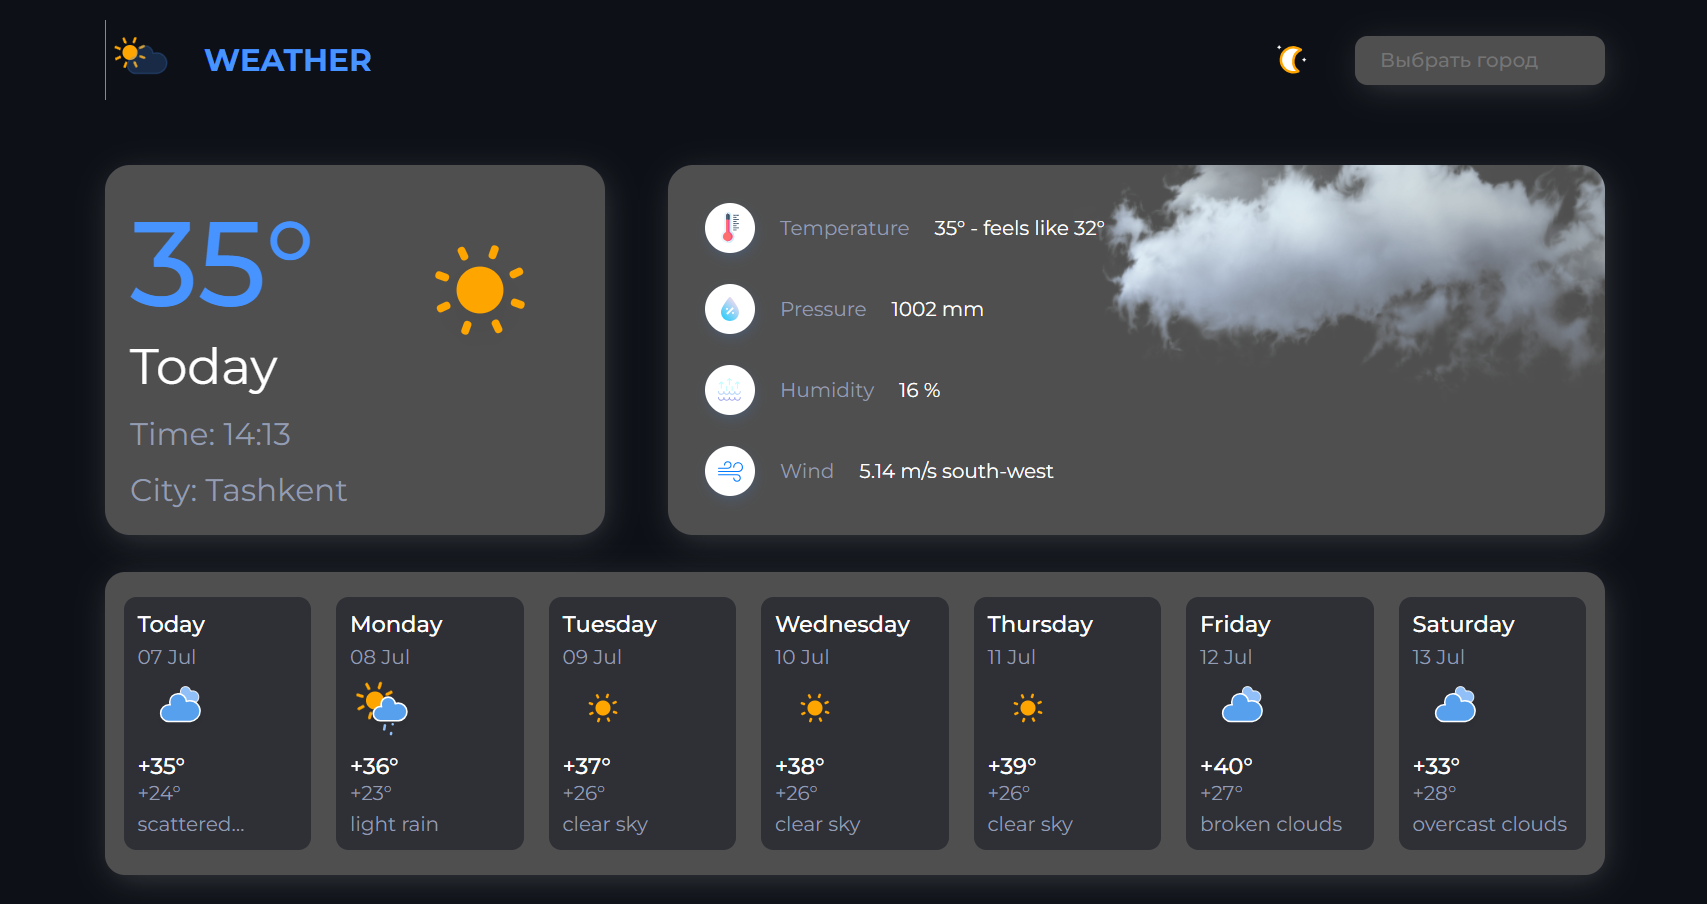 WEATHER
Выбрать город
35°
Today
Time: 14:13
City: Tashkent
Temperature 35° - feels like 32°
Pressure 1002 mm
Humidity 16 %
Wind 5.14 m/s south-west
Today
07 Jul
+35°
+24°
scattered...
Monday
08 Jul
+36°
+23°
light rain
Tuesday
09 Jul
+37°
+26°
clear sky
Wednesday
10 Jul
+38°
+26°
clear sky
Thursday
11 Jul
+39°
+26°
clear sky
Friday
12 Jul
+40°
+27°
broken clouds
Saturday
13 Jul
+33°
+28°
overcast clouds